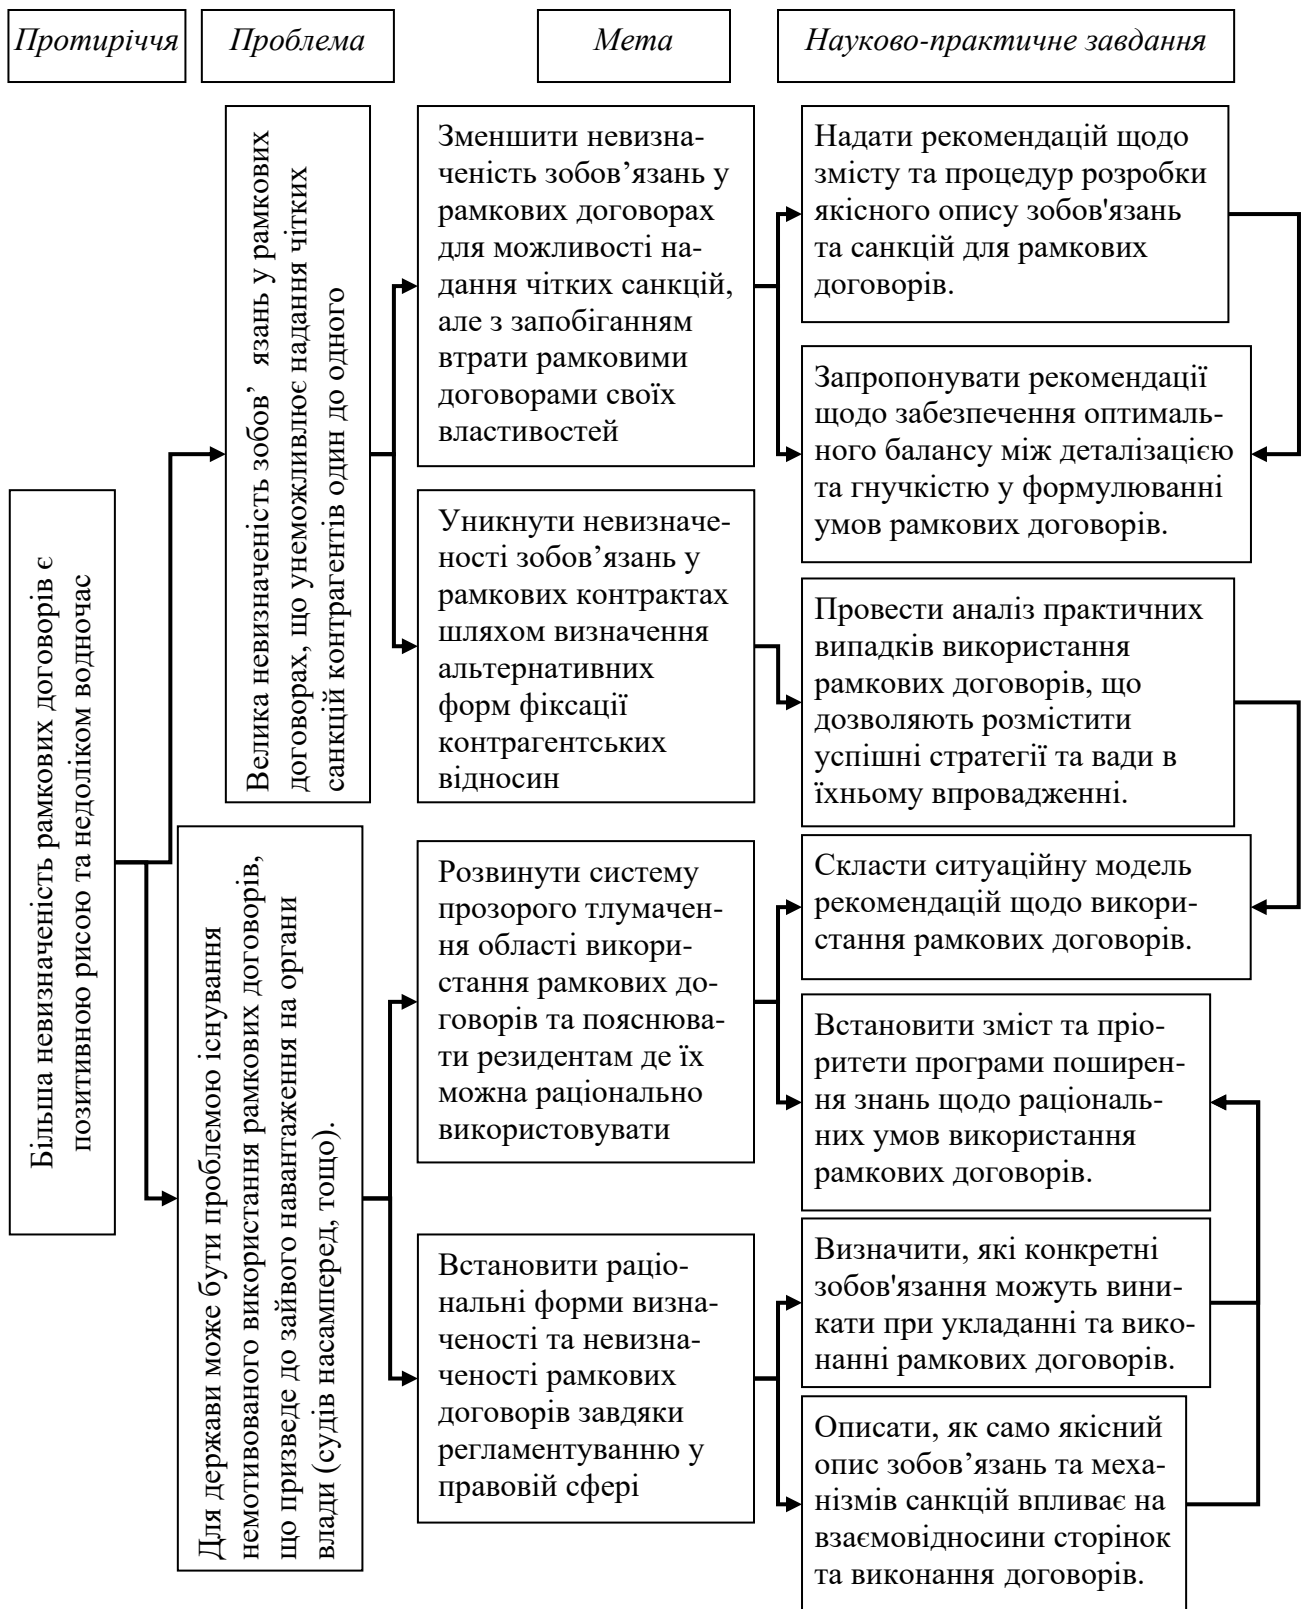 Протиріччя
Проблема
Мета
Науково-практичне завдання
Більша невизначеність рамкових договорів є
позитивною рисою та недоліком водночас
Велика невизначеність зобов’ язань у рамкових
договорах, що унеможливлює надання чітких
санкцій контрагентів один до одного
Для держави може бути проблемою існування
немотивованого використання рамкових договорів,
що призведе до зайвого навантаження на органи
влади (судів насамперед, тощо).
Зменшити невизна-
ченість зобов’язань у
рамкових договорах
для можливості на-
дання чітких санкцій,
але з запобіганням
втрати рамковими
договорами своїх
властивостей
Уникнути невизначе-
ності зобов’язань у
рамкових контрактах
шляхом визначення
альтернативних
форм фіксації
контрагентських
відносин
Розвинути систему
прозорого тлумачен-
ня області викори-
стання рамкових до-
говорів та пояснюва-
ти резидентам де їх
можна раціонально
використовувати
Встановити раціо-
нальні форми визна-
ченості та невизна-
ченості рамкових
договорів завдяки
регламентуванню у
правовій сфері
Надати рекомендацій щодо
змісту та процедур розробки
якісного опису зобов'язань
та санкцій для рамкових
договорів.
Запропонувати рекомендації
щодо забезпечення оптималь-
ного балансу між деталізацією
та гнучкістю у формулюванні
умов рамкових договорів.
Провести аналіз практичних
випадків використання
рамкових договорів, що
дозволяють розмістити
успішні стратегії та вади в
їхньому впровадженні.
Скласти ситуаційну модель
рекомендацій щодо викори-
стання рамкових договорів.
Встановити зміст та пріо-
ритети програми поширен-
ня знань щодо раціональ-
них умов використання
рамкових договорів.
Визначити, які конкретні
зобов'язання можуть вини-
кати при укладанні та вико-
нанні рамкових договорів.
Описати, як само якісний
опис зобов’язань та меха-
нізмів санкцій впливає на
взаємовідносини сторінок
та виконання договорів.